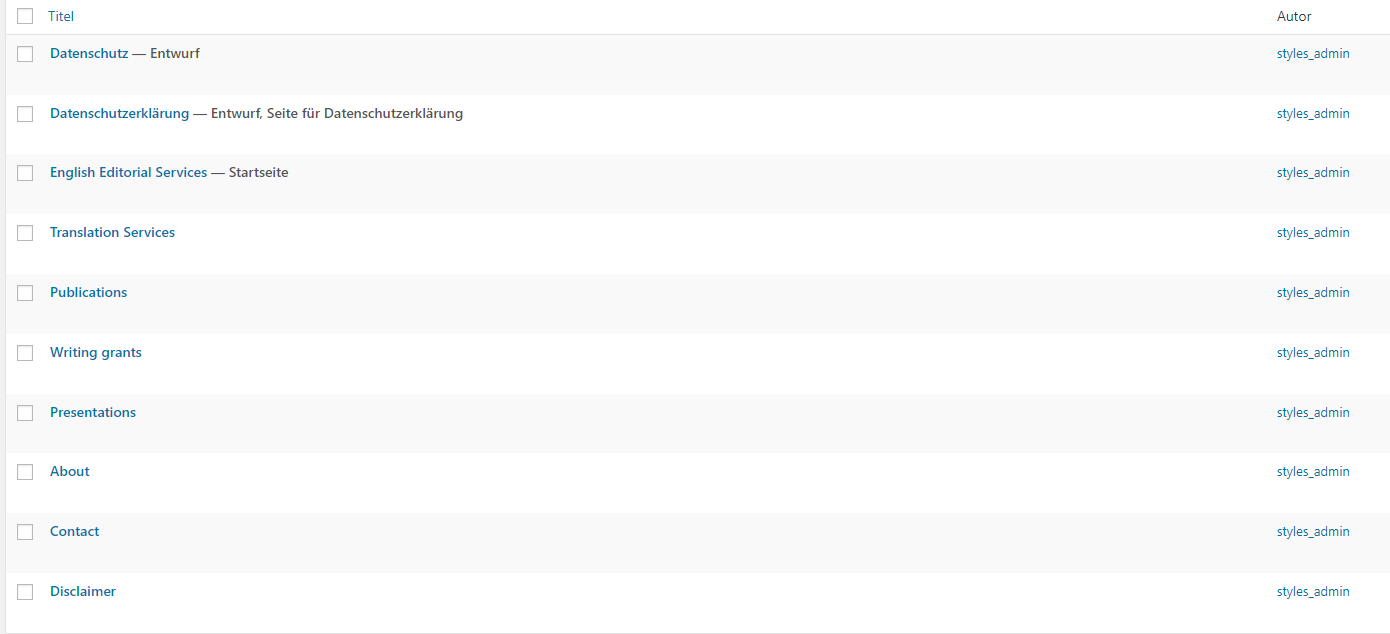 Titel Autor
Datenschutz — Entwurf styles_admin
Datenschutzerklärung — Entwurf, Seite für Datenschutzerklärung styles_admin
English Editorial Services — Startseite styles_admin
Translation Services styles_admin
Publications styles_admin
Writing grants styles_admin
Presentations styles_admin
About styles_admin
Contact styles_admin
Disclaimer styles_admin